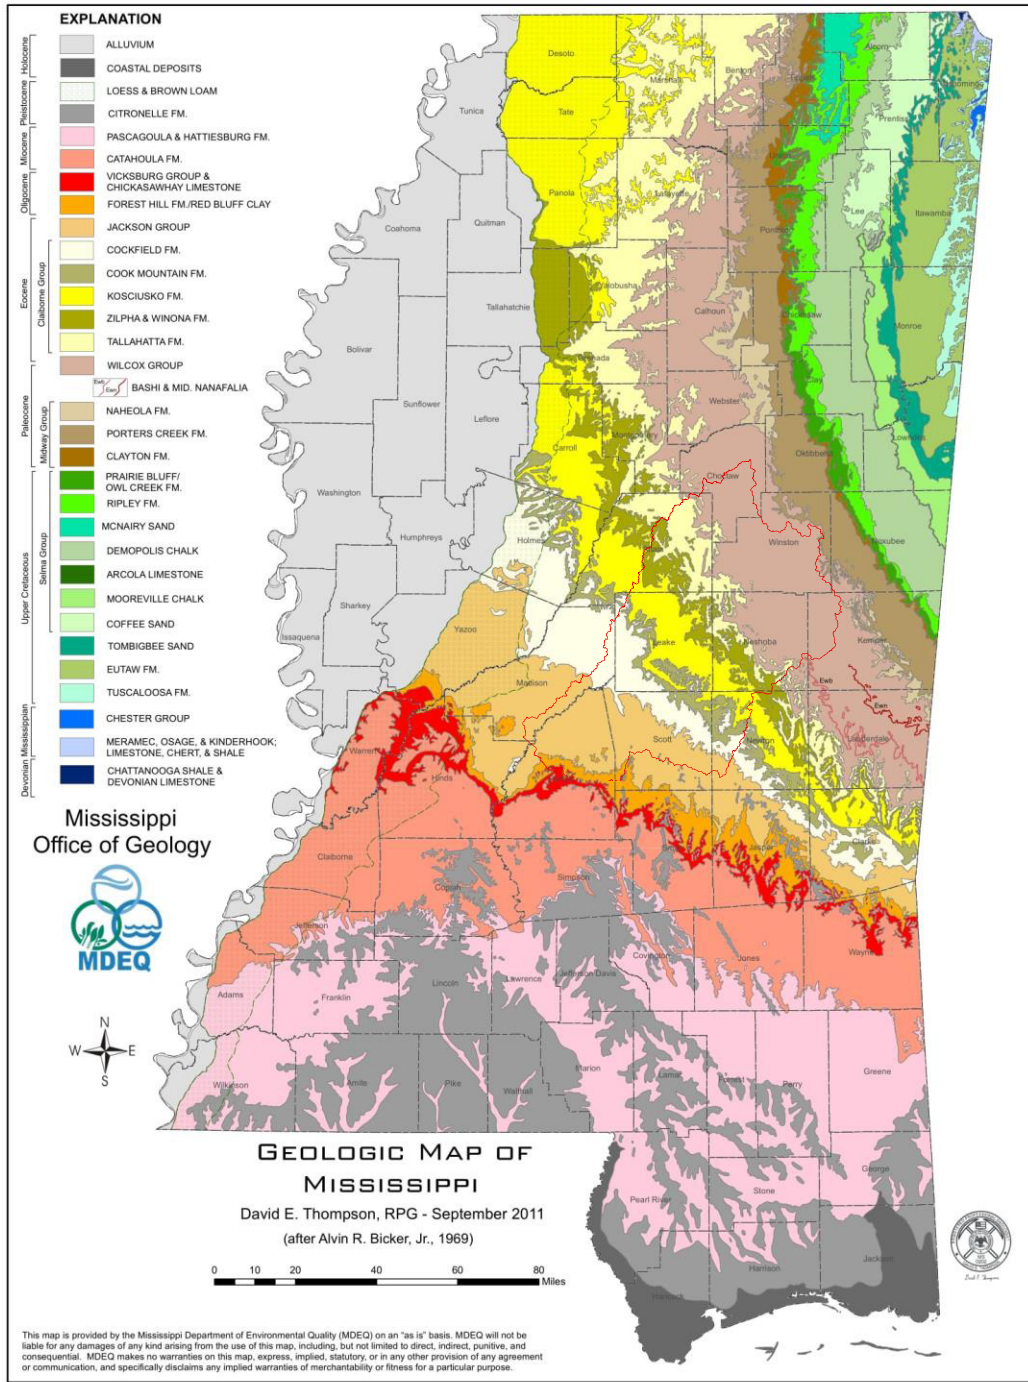 EXPLANATION
ALLUVIUM
COASTAL DEPOSITS
LOESS & BROWN LOAM
CITRONELLE FM.
PASCAGOULA & HATTIESBURG FM.
CATAHOULA FM.
VICKSBURG GROUP &
CHICKASAWHAY LIMESTONE
FOREST HILL FM./RED BLUFF CLAY
JACKSON GROUP
COCKFIELD FM.
COOK MOUNTAIN FM.
KOSCIUSKO FM.
ZILPHA & WINONA FM.
TALLAHATTA FM.
WILCOX GROUP
Ewb
Ewn
BASHI & MID. NANAFALIA
NAHEOLA FM.
PORTERS CREEK FM.
CLAYTON FM.
PRAIRIE BLUFF/
OWL CREEK FM.
RIPLEY FM.
MCNAIRY SAND
DEMOPOLIS CHALK
ARCOLA LIMESTONE
MOOREVILLE CHALK
COFFEE SAND
TOMBIGBEE SAND
EUTAW FM.
TUSCALOOSA FM.
CHESTER GROUP
MERAMEC, OSAGE, & KINDERHOOK;
LIMESTONE, CHERT, & SHALE
CHATTANOOGA SHALE &
DEVONIAN LIMESTONE
Holocene
Pleistocene
Miocene
Oligocene
Eocene
Claiborne Group
Paleocene
Midway Group
Upper Cretaceous
Selma Group
Mississippian
Devonian
Mississippi
Office of Geology
MDEQ
N
W
E
S
Desoto
Marshall
Benton
Alcorn
Tunica
Tate
Prentiss
Panola
Lafayette
Lee
Itawamba
Pontotoc
Coahoma
Quitman
Tallahatchie
Yalobusha
Calhoun
Chickasaw
Monroe
Bolivar
Grenada
Sunflower
Leflore
Webster
Clay
Carroll
Montgomery
Lowndes
Oktibbeha
Choctaw
Washington
Humphreys
Holmes
Winston
Noxubee
Sharkey
Issaquena
Yazoo
Leake
Neshoba
Kemper
Ewb
Ewn
Madison
Warren
Scott
Newton
Lauderdale
Hinds
Claiborne
Copiah
Simpson
Jasper
Clarke
Jefferson
Covington
Jones
Wayne
Adams
Franklin
Lincoln
Lawrence
Jefferson Davis
Wilkinson
Amite
Pike
Walthall
Marion
Lamar
Forrest
Perry
Greene
George
Stone
Pearl River
Harrison
Jackson
Hancock
GEOLOGIC MAP OF
MISSISSIPPI
David E. Thompson, RPG - September 2011
(after Alvin R. Bicker, Jr., 1969)
0 10 20 40 60 80
Miles
This map is provided by the Mississippi Department of Environmental Quality (MDEQ) on an "as is" basis. MDEQ will not be
liable for any damages of any kind arising from the use of this map, including, but not limited to direct, indirect, punitive, and
consequential. MDEQ makes no warranties on this map, express, implied, statutory, or in any other provision of any agreement
or communication, and specifically disclaims any implied warranties of merchantability or fitness for a particular purpose.